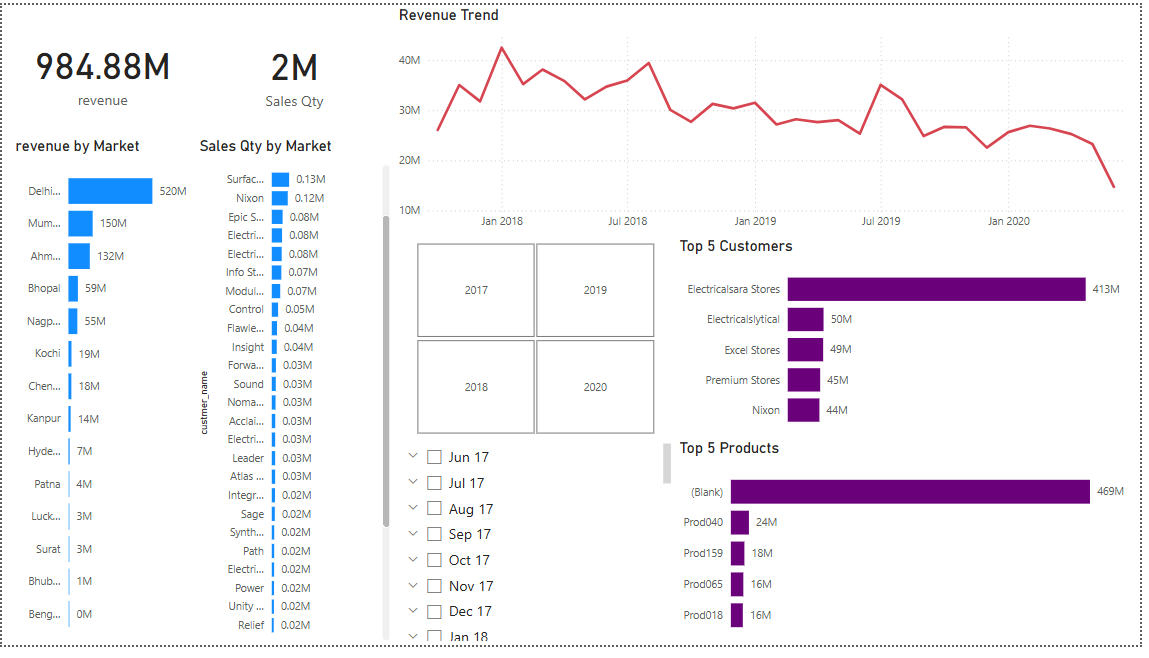 984.88M
revenue
2M
Sales Qty
revenue by Market
Delhi... 520M
Mum... 150M
Ahm... 132M
Bhopal 59M
Nagp... 55M
Kochi 19M
Chen... 18M
Kanpur 14M
Hyde... 7M
Patna 4M
Luck... 3M
Surat 3M
Bhub... 1M
Beng... 0M
Sales Qty by Market
custmer_name
Surfac... 0.13M
Nixon 0.12M
Epic S... 0.08M
Electri... 0.08M
Electri... 0.08M
Info St... 0.07M
Modul... 0.07M
Control 0.05M
Flawle... 0.04M
Insight 0.04M
Forwa... 0.03M
Sound 0.03M
Noma... 0.03M
Acclai... 0.03M
Electri... 0.03M
Leader 0.03M
Atlas ... 0.03M
Integr... 0.02M
Sage 0.02M
Synth... 0.02M
Path 0.02M
Electri... 0.02M
Power 0.02M
Unity ... 0.02M
Relief 0.02M
Revenue Trend
40M
30M
20M
10M
Jan 2018 Jul 2018 Jan 2019 Jul 2019 Jan 2020
2017 2019
2018 2020
Jun 17
Jul 17
Aug 17
Sep 17
Oct 17
Nov 17
Dec 17
Jan 18
Top 5 Customers
Electricalsara Stores 413M
Electricalslytical 50M
Excel Stores 49M
Premium Stores 45M
Nixon 44M
Top 5 Products
(Blank) 469M
Prod040 24M
Prod159 18M
Prod065 16M
Prod018 16M